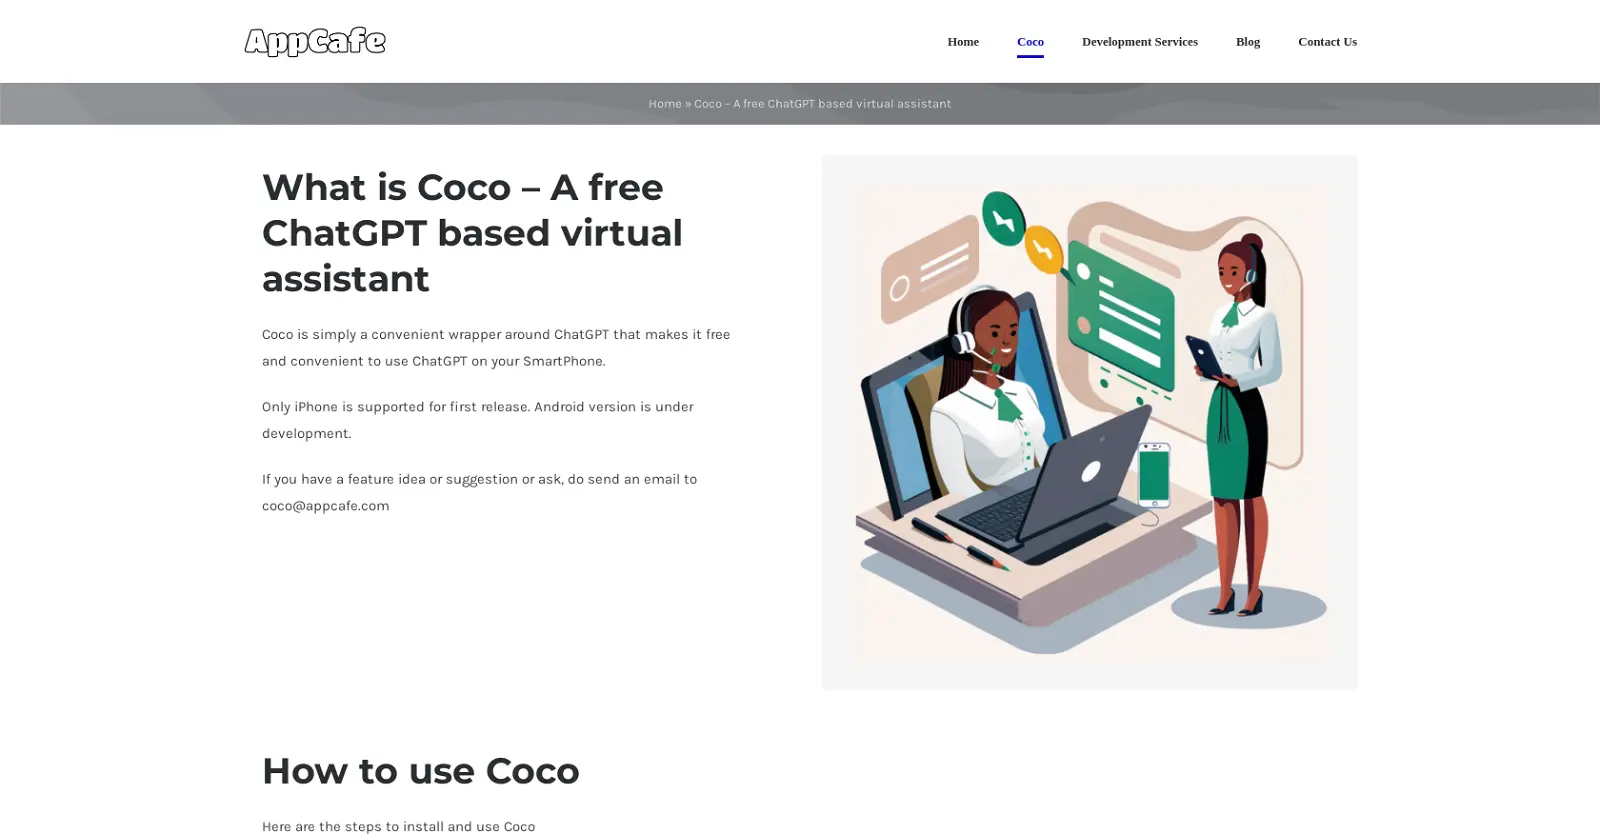 AppCafe
Home Coco Development Services Blog Contact Us
Home » Coco – A free ChatGPT based virtual assistant
What is Coco – A free
ChatGPT based virtual
assistant
Coco is simply a convenient wrapper around ChatGPT that makes it free
and convenient to use ChatGPT on your SmartPhone.
Only iPhone is supported for first release. Android version is under
development.
If you have a feature idea or suggestion or ask, do send an email to
coco@appcafe.com
How to use Coco
Here are the steps to install and use Coco